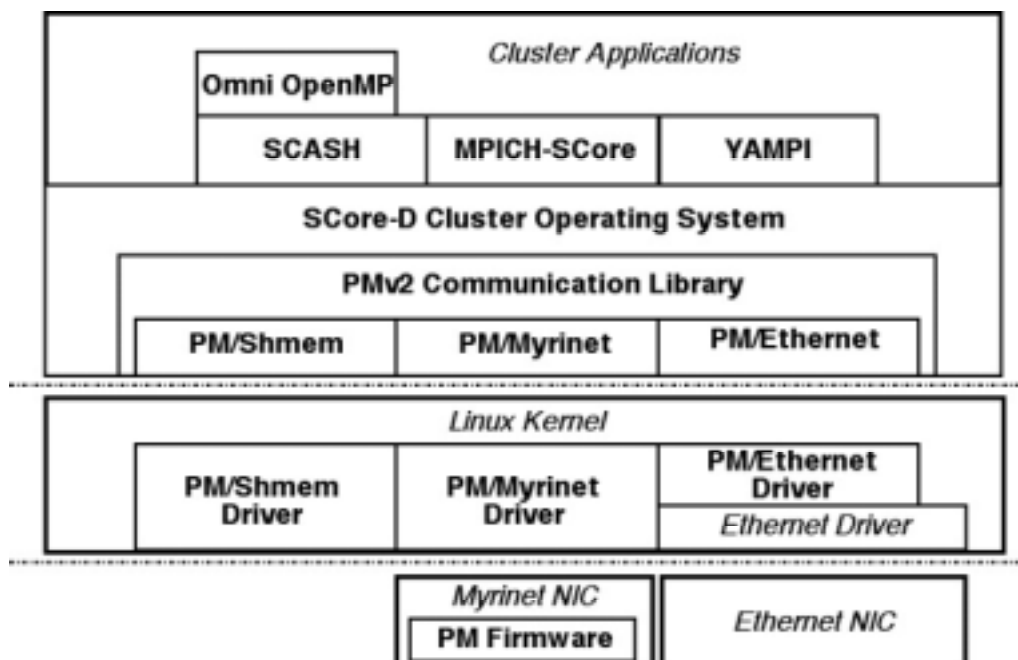 Cluster Applications
Omni OpenMP
SCASH
MPICH-SCore
YAMPI
SCore-D Cluster Operating System
PMv2 Communication Library
PM/Shmem
PM/Myrinet
PM/Ethernet
Linux Kernel
PM/Shmem
Driver
PM/Myrinet
Driver
PM/Ethernet
Driver
Ethernet Driver
Myrinet NIC
PM Firmware
Ethernet NIC